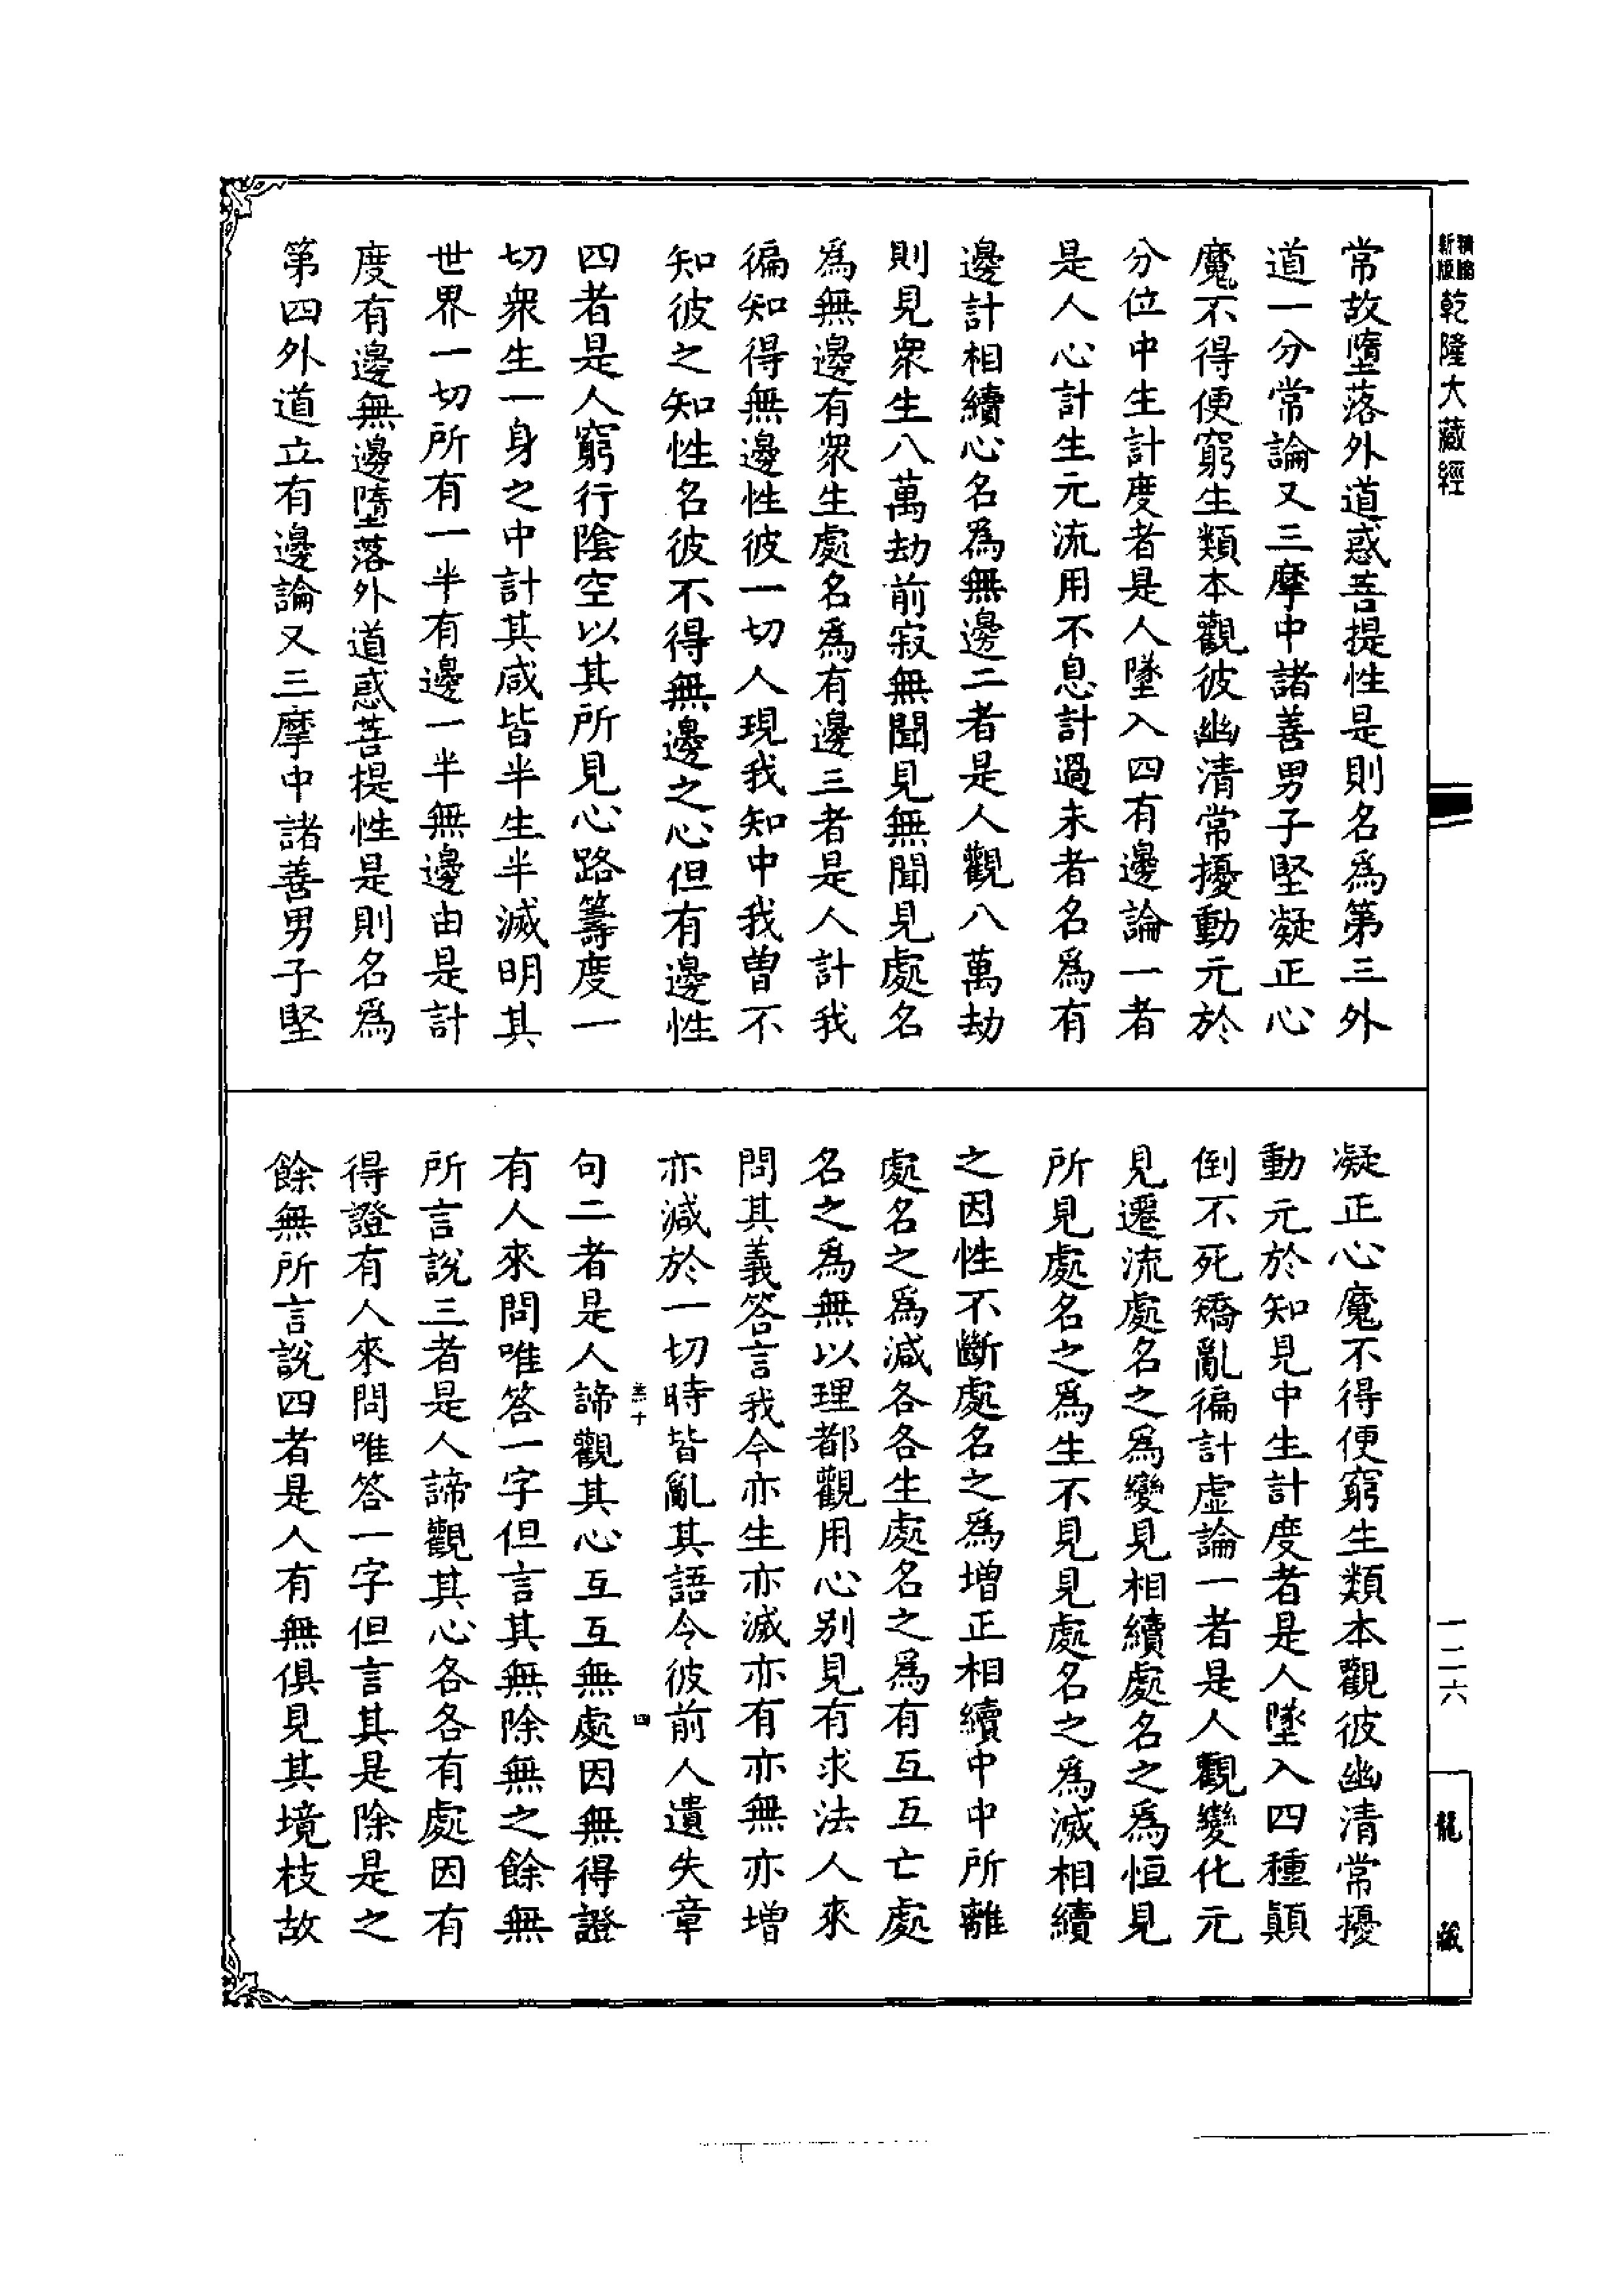 精縮
新版
乾隆大藏經
常故墮落外道惑菩提性是則名為第三外
道一分常論又三摩中諸善男子堅凝正心
魔不得便窮生類本觀彼幽清常擾動元於
分位中生計度者是人墜入四有邊論一者
是人心計生元流用不息計過未者名為有
邊計相續心名為無邊二者是人觀八萬劫
則見眾生八萬劫前寂無聞見無聞見處名
為無邊有眾生處名為有邊三者是人計我
徧知得無邊性彼一切人現我知中我曾不
知彼之知性名彼不得無邊之心但有邊性
四者是人窮行陰空以其所見心路籌度一
切眾生一身之中計其咸皆半生半滅明其
世界一切所有一半有邊一半無邊由是計
度有邊無邊墮落外道惑菩提性是則名為
第四外道立有邊論又三摩中諸善男子堅
凝正心魔不得便窮生類本觀彼幽清常擾
動元於知見中生計度者是人墜入四種顛
倒不死矯亂徧計虛論一者是人觀變化元
見遷流處名之為變見相續處名之為恒見
所見處名之為生不見見處名之為滅相續
之因性不斷處名之為增正相續中中所離
處名之為減各各生處名之為有互互亡處
名之為無以理都觀用心別見有求法人來
問其義答言我今亦生亦滅亦有亦無亦增
亦減於一切時皆亂其語令彼前人遺失章
句二者是人諦觀其心互互無處因無得證
有人來問唯答一字但言其無除無之餘無
所言說三者是人諦觀其心各各有處因有
得證有人來問唯答一字但言其是除是之
餘無所言說四者是人有無俱見其境枝故
十
四
一二六
龍藏